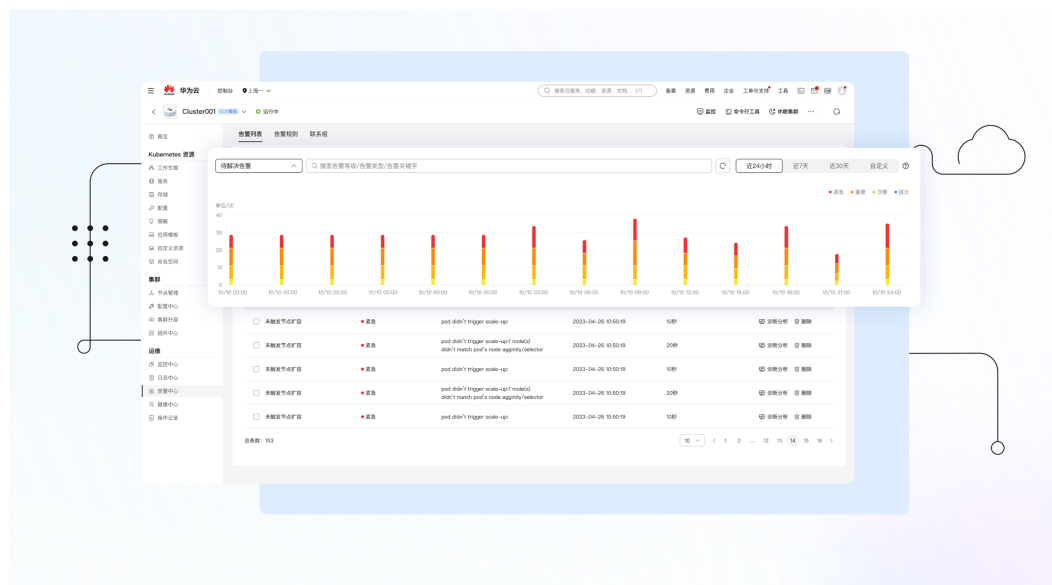 华为云 控制台 上海一 搜索云服务、功能、资源、文档... (/) 备案 资源 费用 企业 工单与支持 工具
Cluster001 CCE集群 运行中 监控 命令行工具 休眠集群 ...
概览
Kubernetes 资源
工作负载
服务
存储
配置
策略
应用模板
自定义资源
命名空间
集群
节点管理
配置中心
集群升级
插件中心
运维
监控中心
日志中心
告警中心
健康中心
操作记录
告警列表 告警规则 联系组
待解决告警 搜索告警等级/告警类型/告警关键字 近24小时 近7天 近30天 自定义
紧急 重要 次要 提示
单位/次
40
30
20
10
0
10/10 00:00 10/10 00:00 10/10 00:00 10/10 00:00 10/10 00:00 10/10 00:00 10/10 03:00 10/10 06:00 10/10 09:00 10/10 12:00 10/10 15:00 10/10 18:00 10/10 21:00 10/10 24:00
未触发节点扩容 紧急 pod didn't trigger scale-up: 2023-04-26 10:50:19 10秒 诊断分析 删除
未触发节点扩容 紧急 pod didn't trigger scale-up:1 node(s)
didn't match pod's node agginity/selector 2023-04-26 10:50:19 20秒 诊断分析 删除
未触发节点扩容 紧急 pod didn't trigger scale-up: 2023-04-26 10:50:19 10秒 诊断分析 删除
未触发节点扩容 紧急 pod didn't trigger scale-up:1 node(s)
didn't match pod's node agginity/selector 2023-04-26 10:50:19 20秒 诊断分析 删除
未触发节点扩容 紧急 pod didn't trigger scale-up: 2023-04-26 10:50:19 10秒 诊断分析 删除
总条数：153 10 1 2 ... 12 13 14 15 16